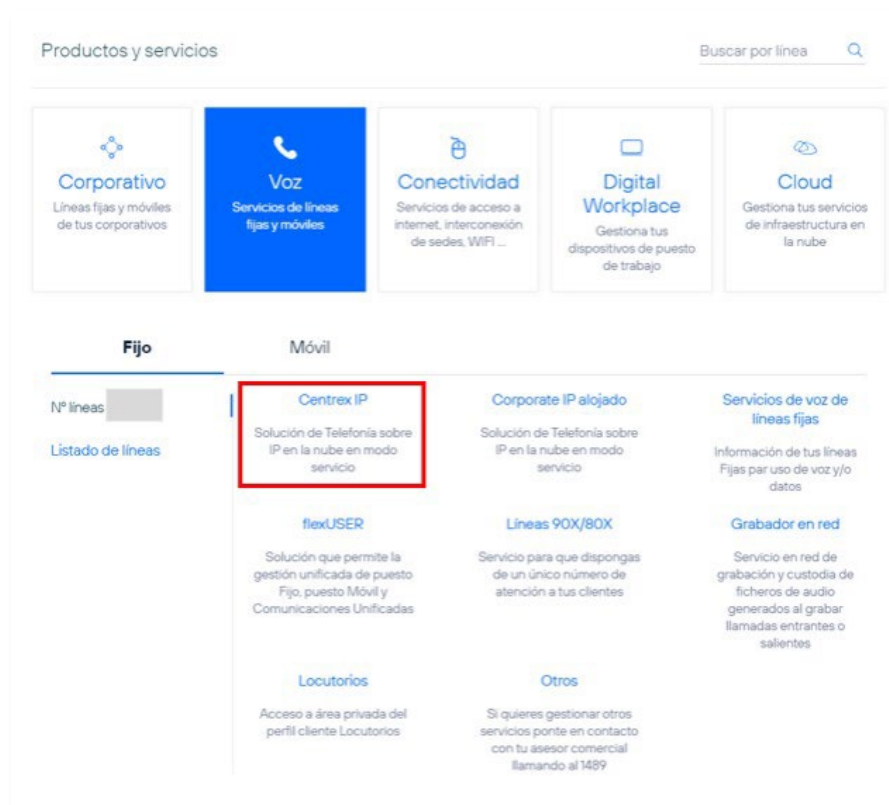 Productos y servicios
Buscar por línea
Corporativo
Líneas fijas y móviles
de tus corporativos
Voz
Servicios de líneas
fijas y móviles
Conectividad
Servicios de acceso a
internet, interconexión
de sedes, WIFI ...
Digital
Workplace
Gestiona tus
dispositivos de puesto
de trabajo
Cloud
Gestiona tus servicios
de infraestructura en
la nube
Fijo
Móvil
Nº líneas
Listado de líneas
Centrex IP
Solución de Telefonía sobre
IP en la nube en modo
servicio
Corporate IP alojado
Solución de Telefonía sobre
IP en la nube en modo
servicio
Servicios de voz de
líneas fijas
Información de tus líneas
Fijas par uso de voz y/o
datos
flexUSER
Solución que permite la
gestión unificada de puesto
Fijo, puesto Móvil y
Comunicaciones Unificadas
Líneas 90X/80X
Servicio para que dispongas
de un único número de
atención a tus clientes
Grabador en red
Servicio en red de
grabación y custodia de
ficheros de audio
generados al grabar
llamadas entrantes o
salientes
Locutorios
Acceso a área privada del
perfil cliente Locutorios
Otros
Si quieres gestionar otros
servicios ponte en contacto
con tu asesor comercial
llamando al 1489